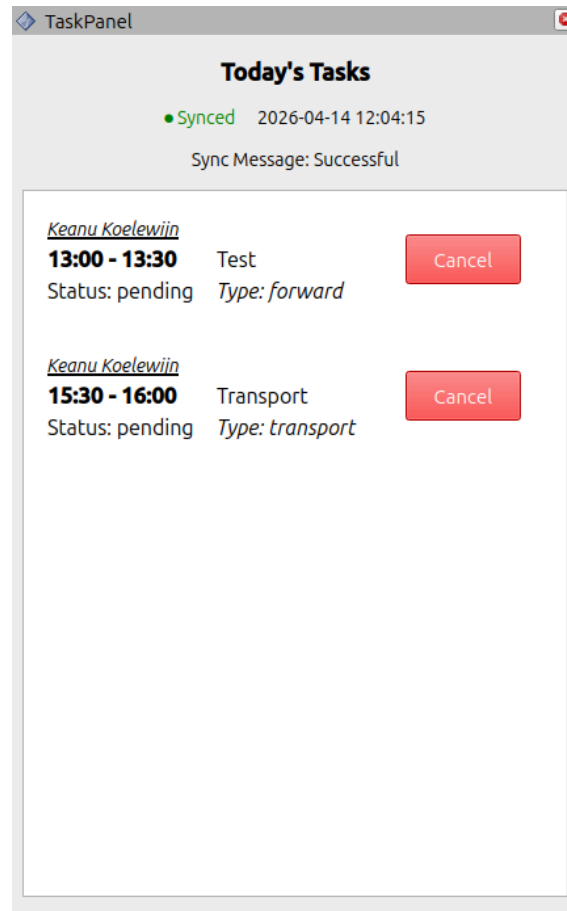 TaskPanel
Today's Tasks
● Synced 2026-04-14 12:04:15
Sync Message: Successful
Keanu Koelewijn
13:00 - 13:30 Test Cancel
Status: pending Type: forward
Keanu Koelewijn
15:30 - 16:00 Transport Cancel
Status: pending Type: transport